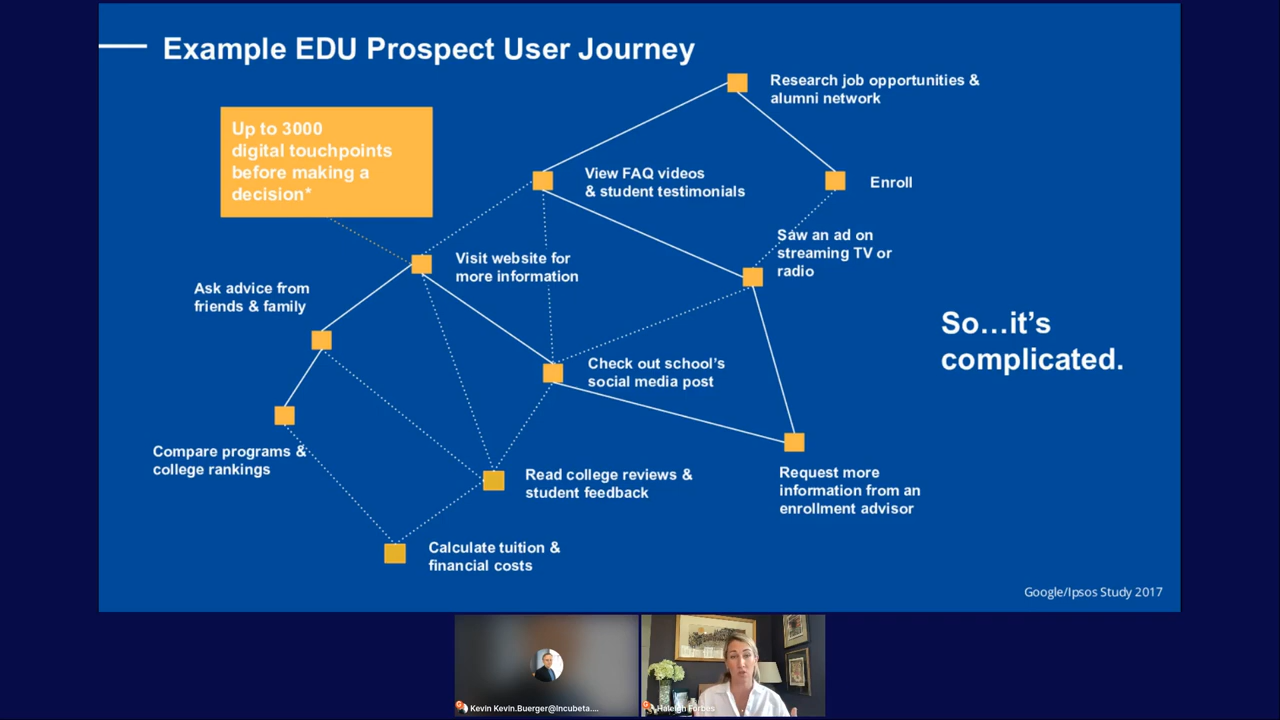 Example EDU Prospect User Journey
Research job opportunities &
alumni network
Up to 3000
digital touchpoints
before making a
decision*
View FAQ videos
& student testimonials
Enroll
Saw an ad on
streaming TV or
radio
Visit website for
more information
Ask advice from
friends & family
So...it's
complicated.
Check out school's
social media post
Compare programs &
college rankings
Read college reviews &
student feedback
Request more
information from an
enrollment advisor
Calculate tuition &
financial costs
Google/Ipsos Study 2017
Kevin Kevin.Buerger@Incubeta....
Haleigh Forbes